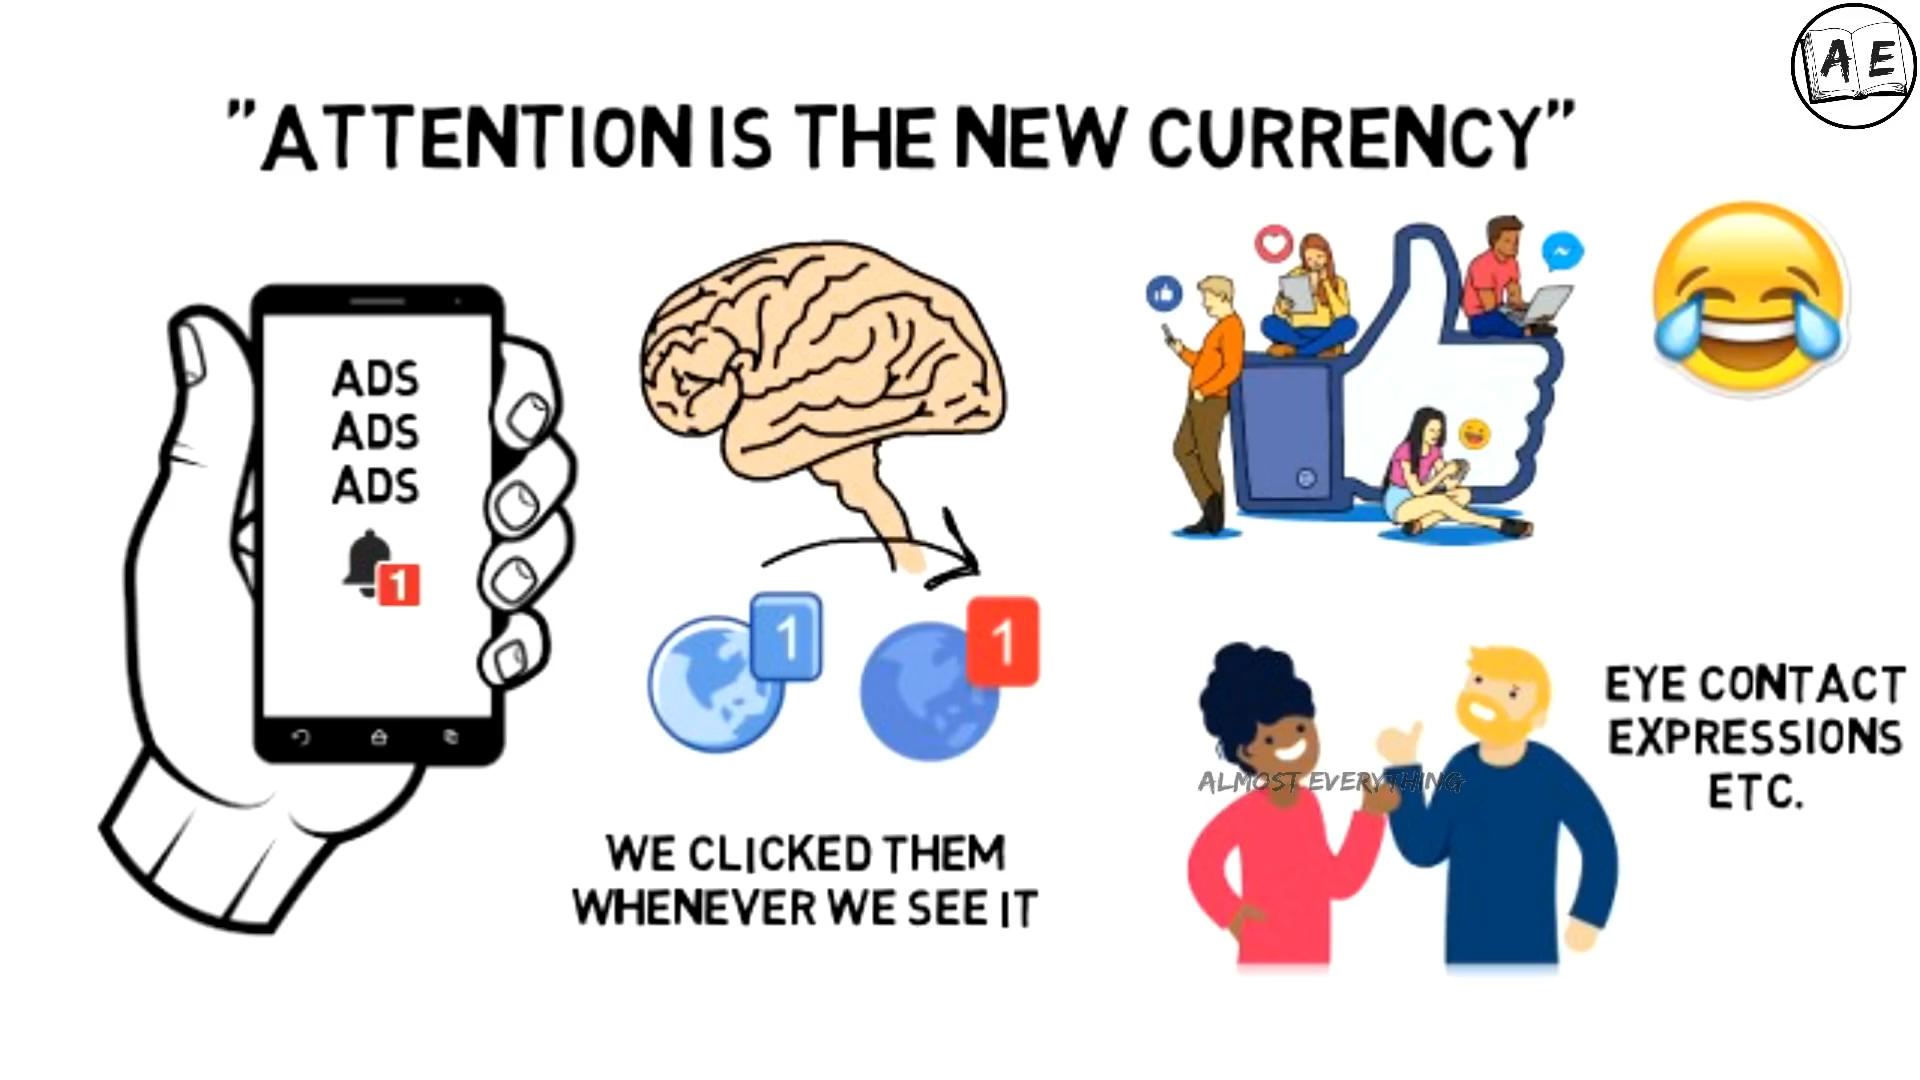 A E
"ATTENTION IS THE NEW CURRENCY"
ADS
ADS
ADS
1
1
1
WE CLICKED THEM
WHENEVER WE SEE IT
EYE CONTACT
EXPRESSIONS
ETC.
ALMOST EVERYTHING